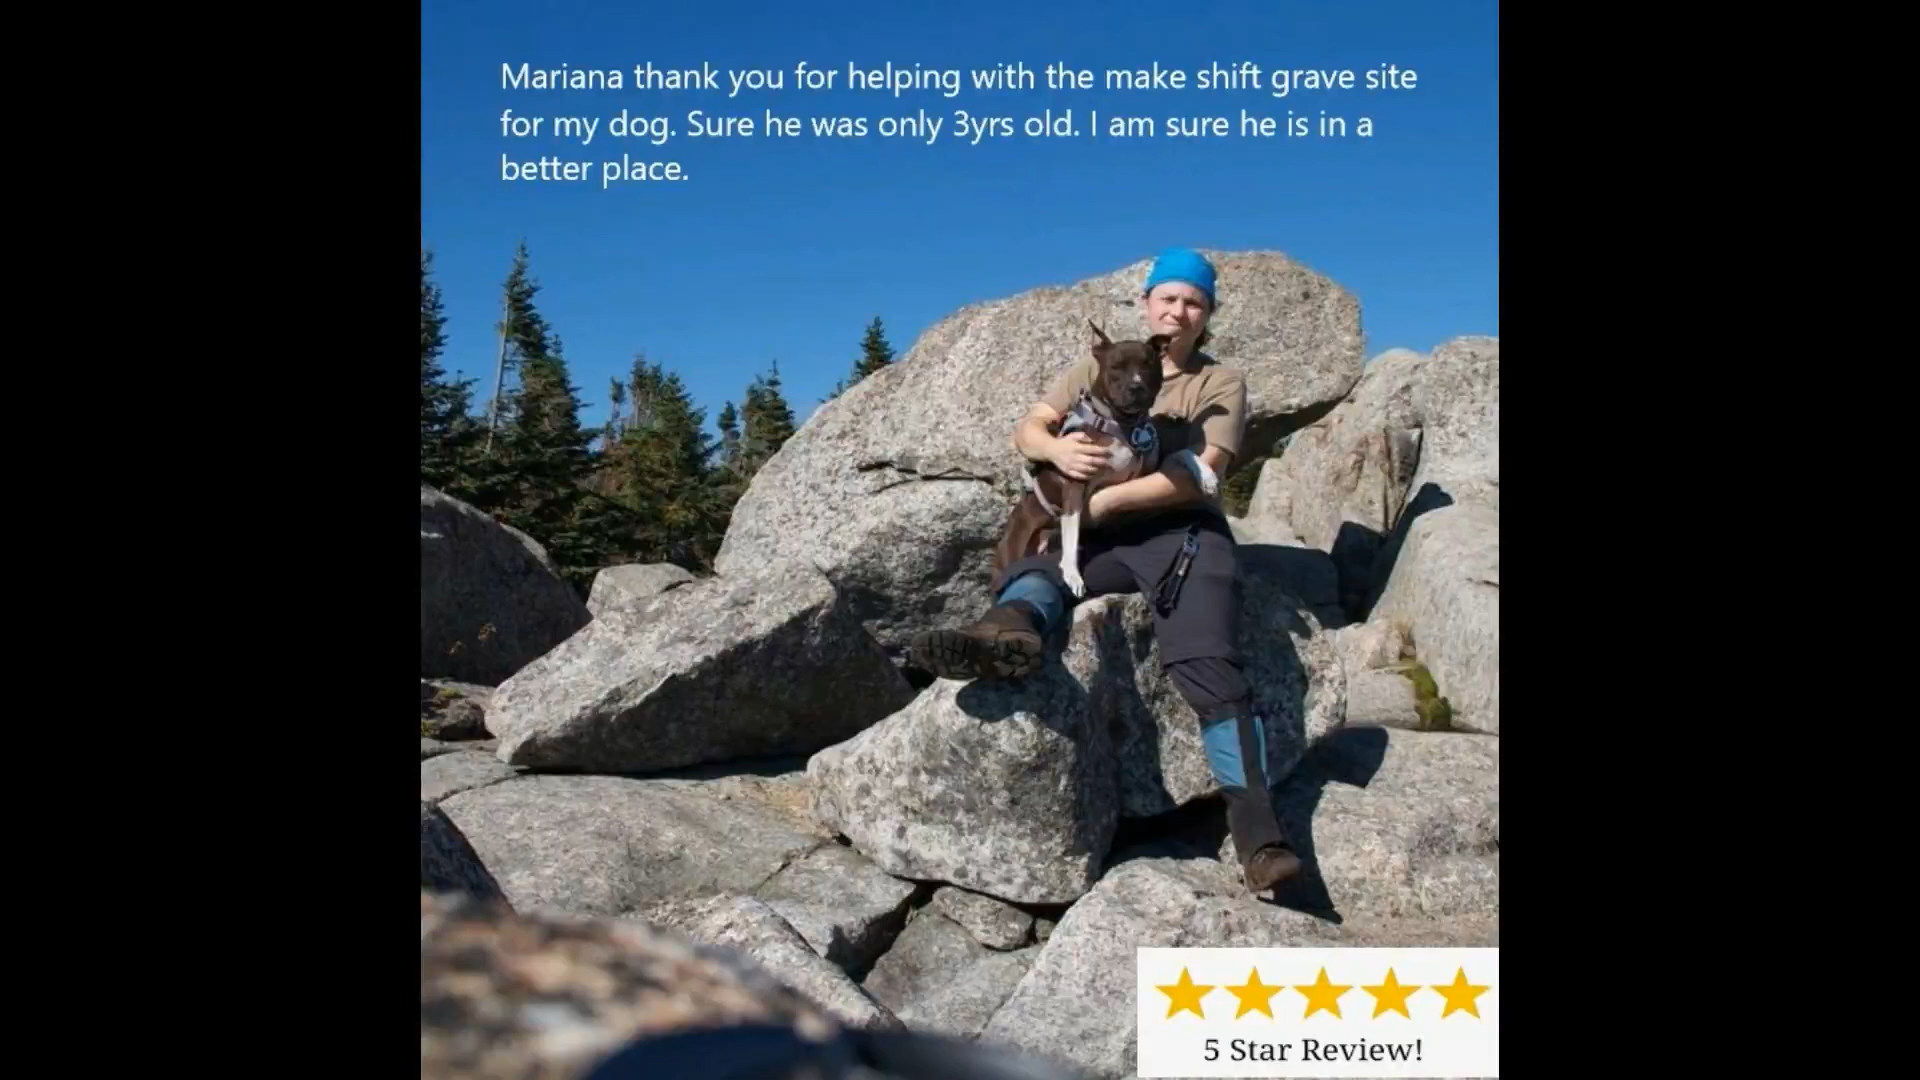 Mariana thank you for helping with the make shift grave site
for my dog. Sure he was only 3yrs old. I am sure he is in a
better place.
5 Star Review!